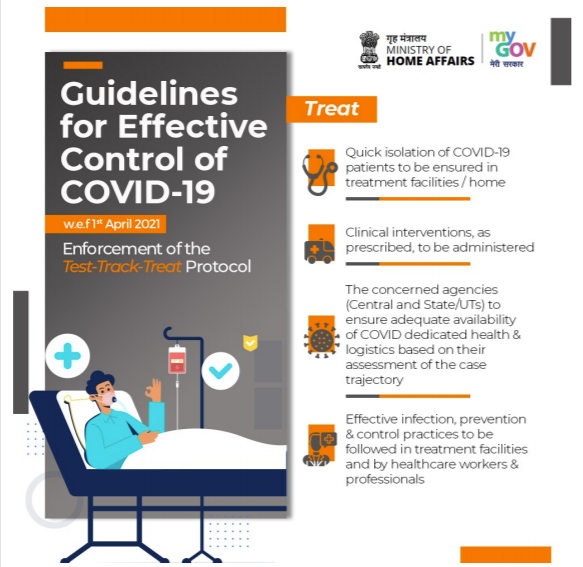 गृह मंत्रालय
MINISTRY OF
HOME AFFAIRS
सत्यमेव जयते
my
GOV
मेरी सरकार
Guidelines
for Effective
Control of
COVID-19
w.e.f 1st April 2021
Enforcement of the
Test-Track-Treat Protocol
Treat
Quick isolation of COVID-19
patients to be ensured in
treatment facilities / home
Clinical interventions, as
prescribed, to be administered
The concerned agencies
(Central and State/UTs) to
ensure adequate availability
of COVID dedicated health &
logistics based on their
assessment of the case
trajectory
Effective infection, prevention
& control practices to be
followed in treatment facilities
and by healthcare workers &
professionals